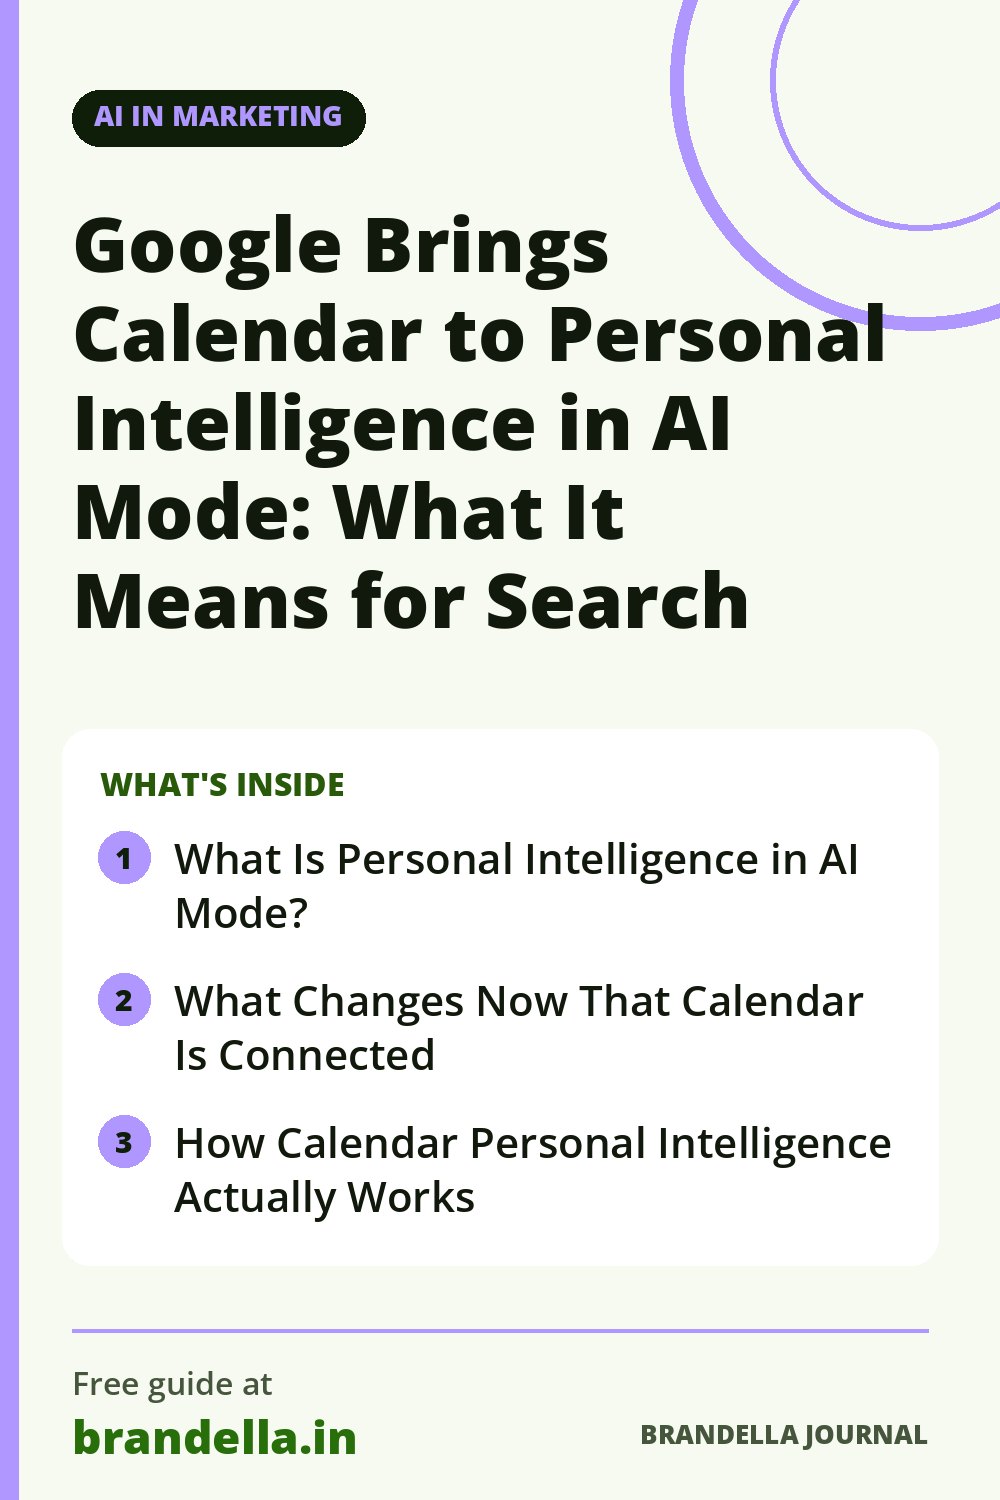 AI IN MARKETING
Google Brings
Calendar to Personal
Intelligence in AI
Mode: What It
Means for Search
WHAT'S INSIDE
1 What Is Personal Intelligence in AI
Mode?
2 What Changes Now That Calendar
Is Connected
3 How Calendar Personal Intelligence
Actually Works
Free guide at
brandella.in
BRANDELLA JOURNAL